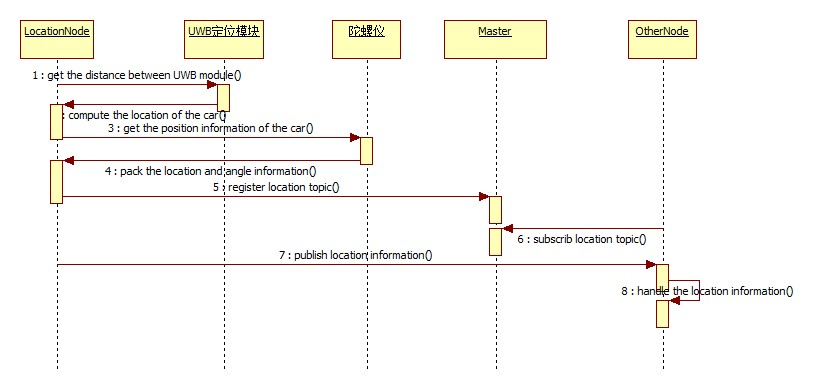 LocationNode
UWB定位模块
陀螺仪
Master
OtherNode
1 : get the distance between UWB module()
: compute the location of the car()
3 : get the position information of the car()
4 : pack the location and angle information()
5 : register location topic()
6 : subscrib location topic()
7 : publish location information()
8 : handle the location information()